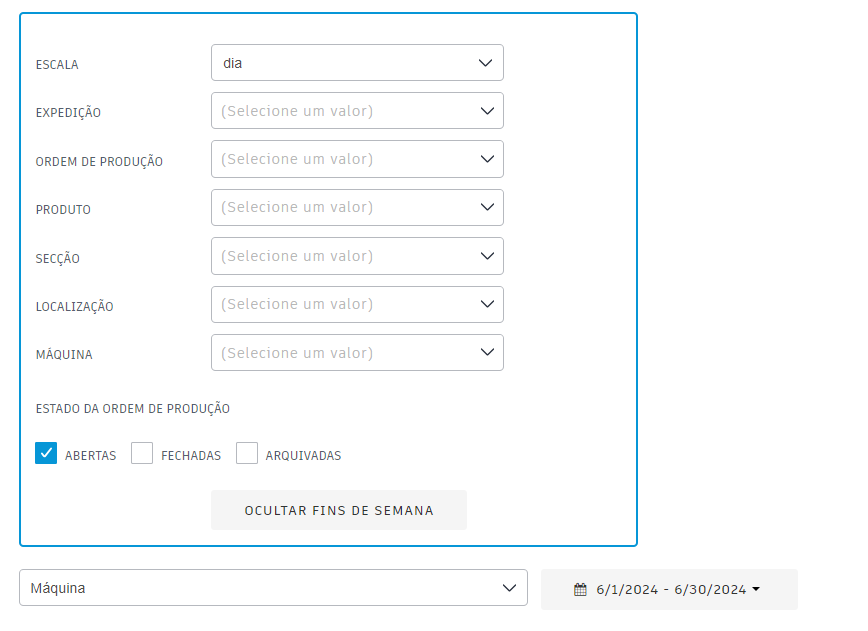 ESCALA dia
EXPEDIÇÃO (Selecione um valor)
ORDEM DE PRODUÇÃO (Selecione um valor)
PRODUTO (Selecione um valor)
SECÇÃO (Selecione um valor)
LOCALIZAÇÃO (Selecione um valor)
MÁQUINA (Selecione um valor)
ESTADO DA ORDEM DE PRODUÇÃO
ABERTAS FECHADAS ARQUIVADAS
OCULTAR FINS DE SEMANA
Máquina 6/1/2024 - 6/30/2024